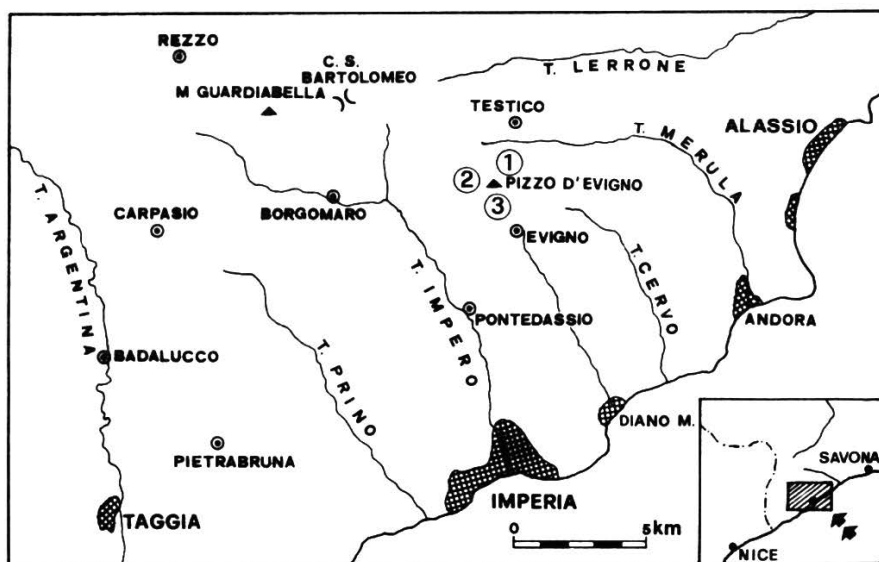 REZZO
C. S.
BARTOLOMEO
M GUARDIABELLA
T. LERRONE
TESTICO
ALASSIO
T. MERULA
1
2
PIZZO D'EVIGNO
3
T. ARGENTINA
CARPASIO
BORGOMARO
EVIGNO
T. IMPERO
T. CERVO
PONTEDASSIO
ANDORA
BADALUCCO
T. PRINO
DIANO M.
PIETRABRUNA
SAVONA
TAGGIA
IMPERIA
0
5km
NICE